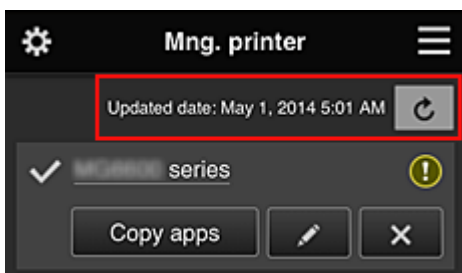 Mng. printer
Updated date: May 1, 2014 5:01 AM
series
Copy apps